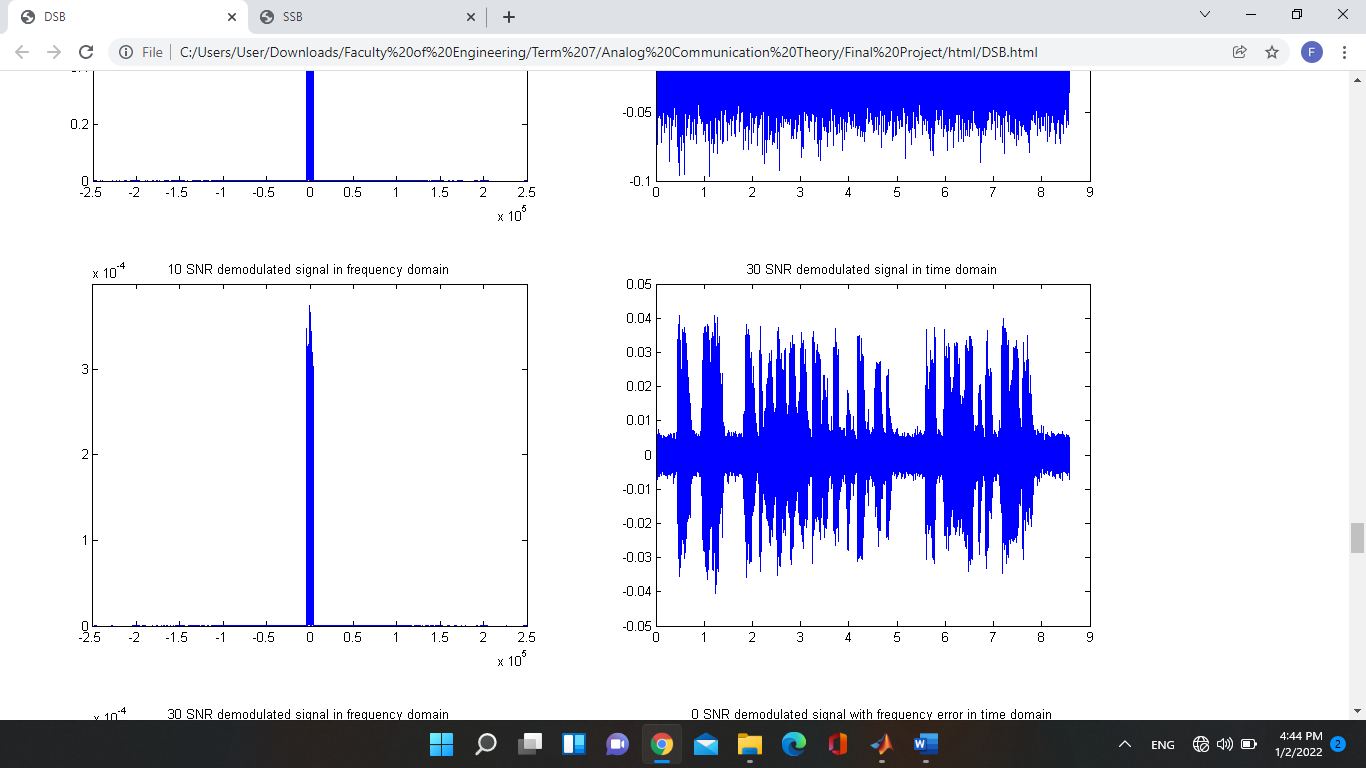 DSB
SSB
File
C:/Users/User/Downloads/Faculty%20of%20Engineering/Term%207/Analog%20Communication%20Theory/Final%20Project/html/DSB.html
F
0.2
0
-2.5 -2 -1.5 -1 -0.5 0 0.5 1 1.5 2 2.5
x 10^5
-0.05
-0.1
0 1 2 3 4 5 6 7 8 9
x 10^-4
10 SNR demodulated signal in frequency domain
3
2
1
0
-2.5 -2 -1.5 -1 -0.5 0 0.5 1 1.5 2 2.5
x 10^5
30 SNR demodulated signal in time domain
0.05
0.04
0.03
0.02
0.01
0
-0.01
-0.02
-0.03
-0.04
-0.05
0 1 2 3 4 5 6 7 8 9
x 10^-4
30 SNR demodulated signal in frequency domain
0 SNR demodulated signal with frequency error in time domain
ENG
4:44 PM
1/2/2022
2